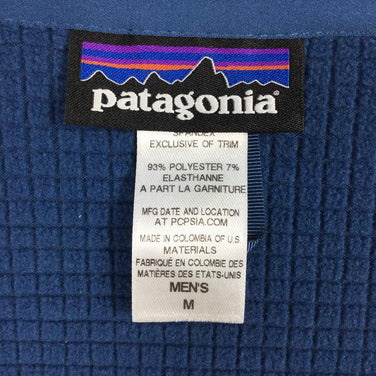 patagonia®
SPANDEX
EXCLUSIVE OF TRIM
93% POLYESTER 7%
ELASTHANNE
A PART LA GARNITURE
MFG DATE AND LOCATION
AT PCPSIA.COM
MADE IN COLOMBIA OF U.S.
MATERIALS
FABRIQUÉ EN COLOMBIE DES
MATIÈRES DES ETATS-UNIS
MEN'S
M